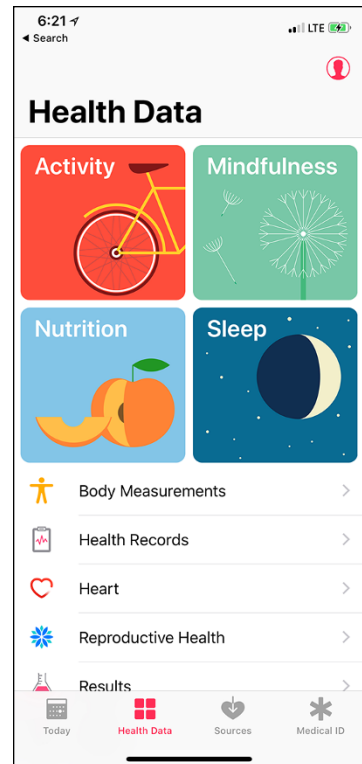 6:21
LTE
◀ Search
Health Data
Activity
Mindfulness
Nutrition
Sleep
Body Measurements
Health Records
Heart
Reproductive Health
Results
Today
Health Data
Sources
Medical ID